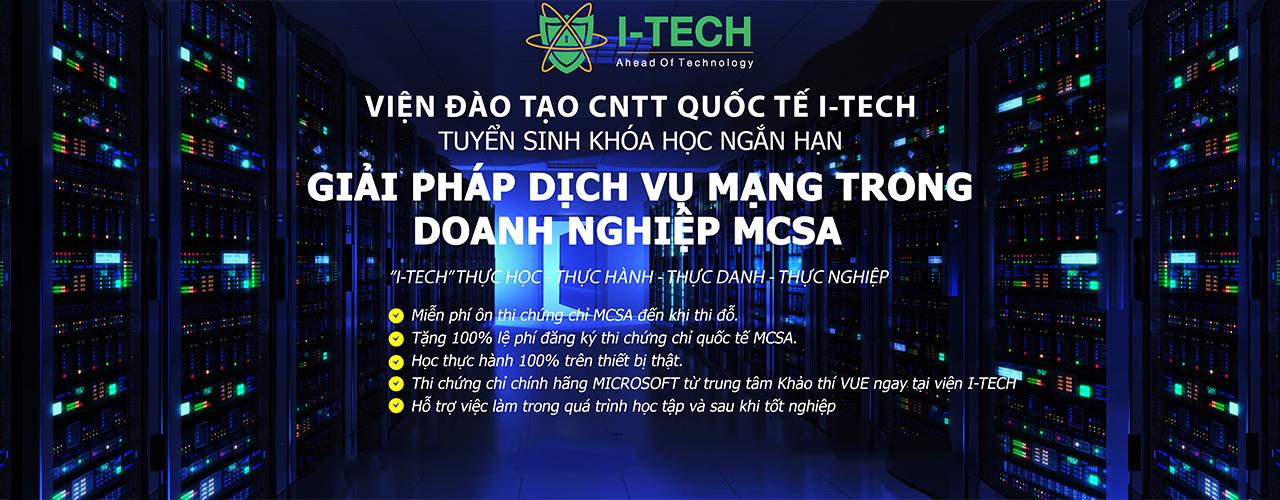 I-TECH
Ahead Of Technology
VIỆN ĐÀO TẠO CNTT QUỐC TẾ I-TECH
TUYỂN SINH KHÓA HỌC NGẮN HẠN
GIẢI PHÁP DỊCH VỤ MẠNG TRONG
DOANH NGHIỆP MCSA
"I-TECH" THỰC HỌC - THỰC HÀNH - THỰC DANH - THỰC NGHIỆP
Miễn phí ôn thi chứng chỉ MCSA đến khi thi đỗ.
Tặng 100% lệ phí đăng ký thi chứng chỉ quốc tế MCSA.
Học thực hành 100% trên thiết bị thật.
Thi chứng chỉ chính hãng MICROSOFT từ trung tâm Khảo thí VUE ngay tại viện I-TECH
Hỗ trợ việc làm trong quá trình học tập và sau khi tốt nghiệp